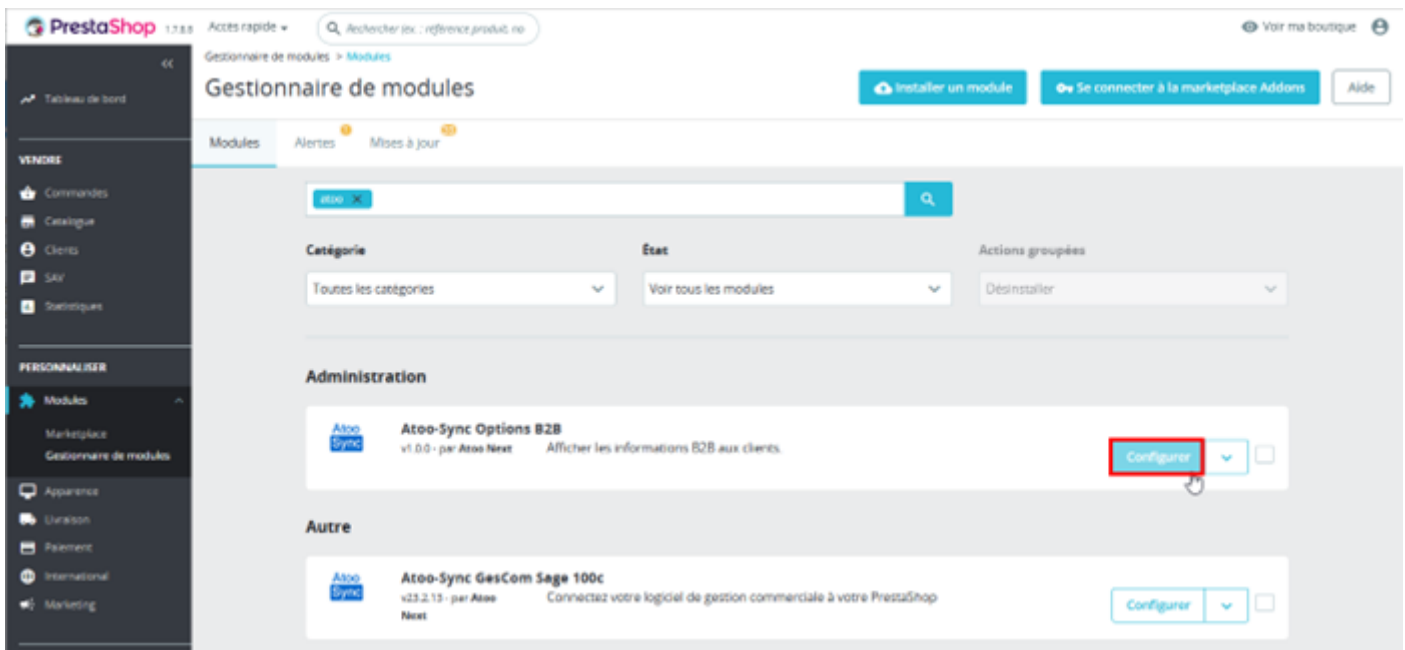 PrestaShop 1.7.8.8 Accès rapide Rechercher (ex. : référence produit, no Voir ma boutique
Gestionnaire de modules > Modules
Gestionnaire de modules
Installer un module
Se connecter à la marketplace Addons
Aide
Tableau de bord
VENDRE
Commandes
Catalogue
Clients
SAV
Statistiques
PERSONNALISER
Modules
Marketplace
Gestionnaire de modules
Apparence
Livraison
Paiement
International
Marketing
Modules Alertes Mises à jour
atoo
Catégorie État Actions groupées
Toutes les catégories Voir tous les modules Désinstaller
Administration
Atoo
Sync
Atoo-Sync Options B2B
v1.0.0 - par Atoo Next Afficher les informations B2B aux clients.
Configurer
Autre
Atoo
Sync
Atoo-Sync GesCom Sage 100c
v23.2.13 - par Atoo Connectez votre logiciel de gestion commerciale à votre PrestaShop
Next
Configurer